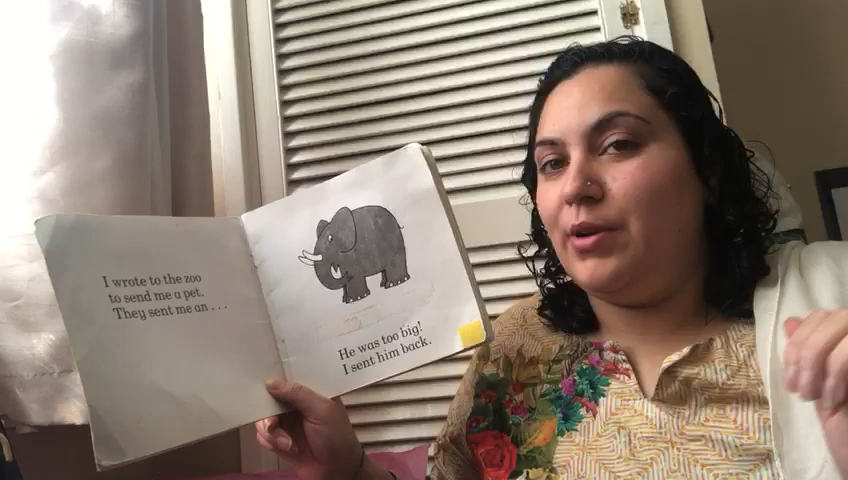 I wrote to the zoo
to send me a pet.
They sent me an . . .
He was too big!
I sent him back.